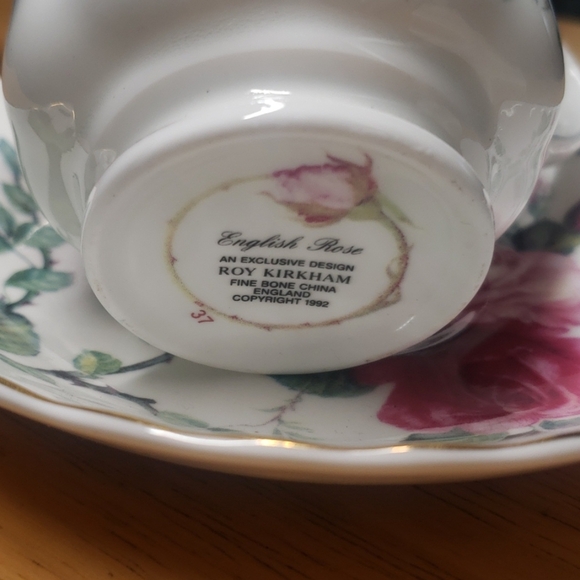 English Rose
AN EXCLUSIVE DESIGN
ROY KIRKHAM
FINE BONE CHINA
ENGLAND
COPYRIGHT 1992
37